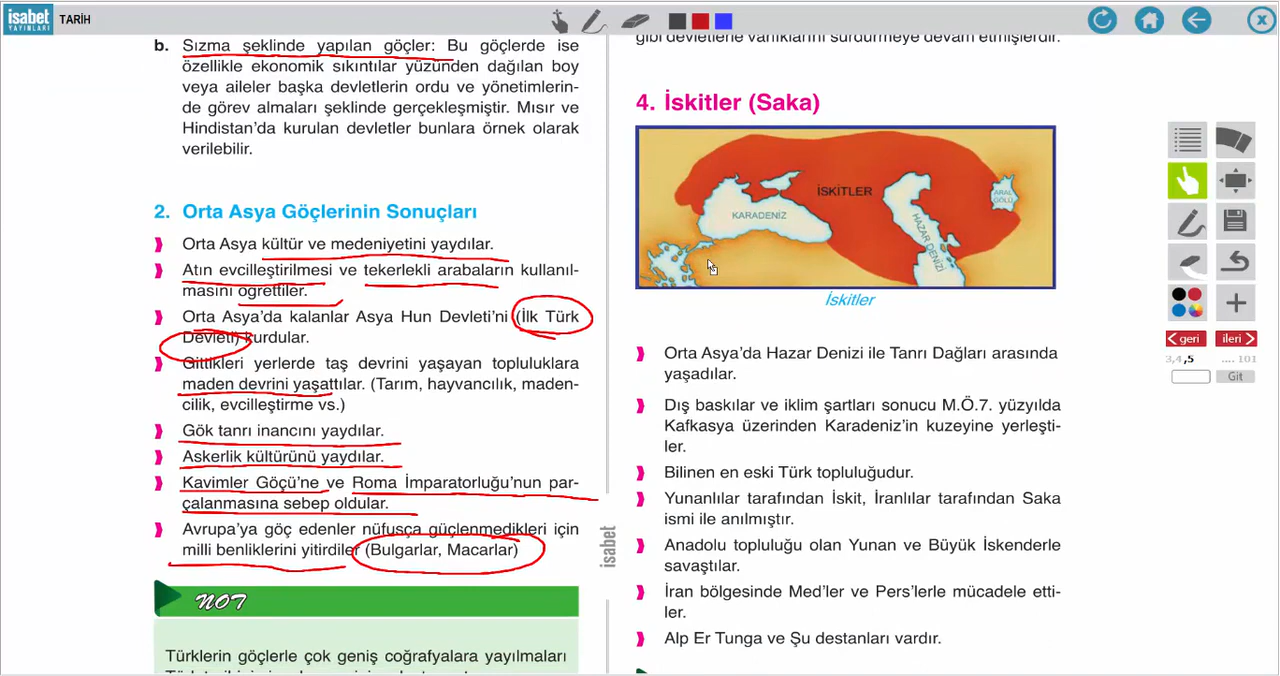 isabet
YAYINLARI
TARİH
b. Sızma şeklinde yapılan göçler: Bu göçlerde ise
özellikle ekonomik sıkıntılar yüzünden dağılan boy
veya aileler başka devletlerin ordu ve yönetimlerin-
de görev almaları şeklinde gerçekleşmiştir. Mısır ve
Hindistan'da kurulan devletler bunlara örnek olarak
verilebilir.
2. Orta Asya Göçlerinin Sonuçları
Orta Asya kültür ve medeniyetini yaydılar.
Atın evcilleştirilmesi ve tekerlekli arabaların kullanıl-
masını öğrettiler.
Orta Asya'da kalanlar Asya Hun Devleti'ni (İlk Türk
Devleti) kurdular.
Gittikleri yerlerde taş devrini yaşayan topluluklara
maden devrini yaşattılar. (Tarım, hayvancılık, maden-
cilik, evcilleştirme vs.)
Gök tanrı inancını yaydılar.
Askerlik kültürünü yaydılar.
Kavimler Göçü'ne ve Roma İmparatorluğu'nun par-
çalanmasına sebep oldular.
Avrupa'ya göç edenler nüfusça güçlenmedikleri için
milli benliklerini yitirdiler (Bulgarlar, Macarlar)
NOT
Türklerin göçlerle çok geniş coğrafyalara yayılmaları
gibi devletlerle varlıklarını sürdürmeye devam etmişlerdir.
4. İskitler (Saka)
İSKİTLER
KARADENİZ
HAZAR DENİZİ
ARAL
GÖLÜ
İskitler
Orta Asya'da Hazar Denizi ile Tanrı Dağları arasında
yaşadılar.
Dış baskılar ve iklim şartları sonucu M.Ö.7. yüzyılda
Kafkasya üzerinden Karadeniz'in kuzeyine yerleşti-
ler.
Bilinen en eski Türk topluluğudur.
Yunanlılar tarafından İskit, İranlılar tarafından Saka
ismi ile anılmıştır.
Anadolu topluluğu olan Yunan ve Büyük İskenderle
savaştılar.
İran bölgesinde Med'ler ve Pers'lerle mücadele etti-
ler.
Alp Er Tunga ve Şu destanları vardır.
isabet
geri
ileri
3,4,5
.... 101
Git